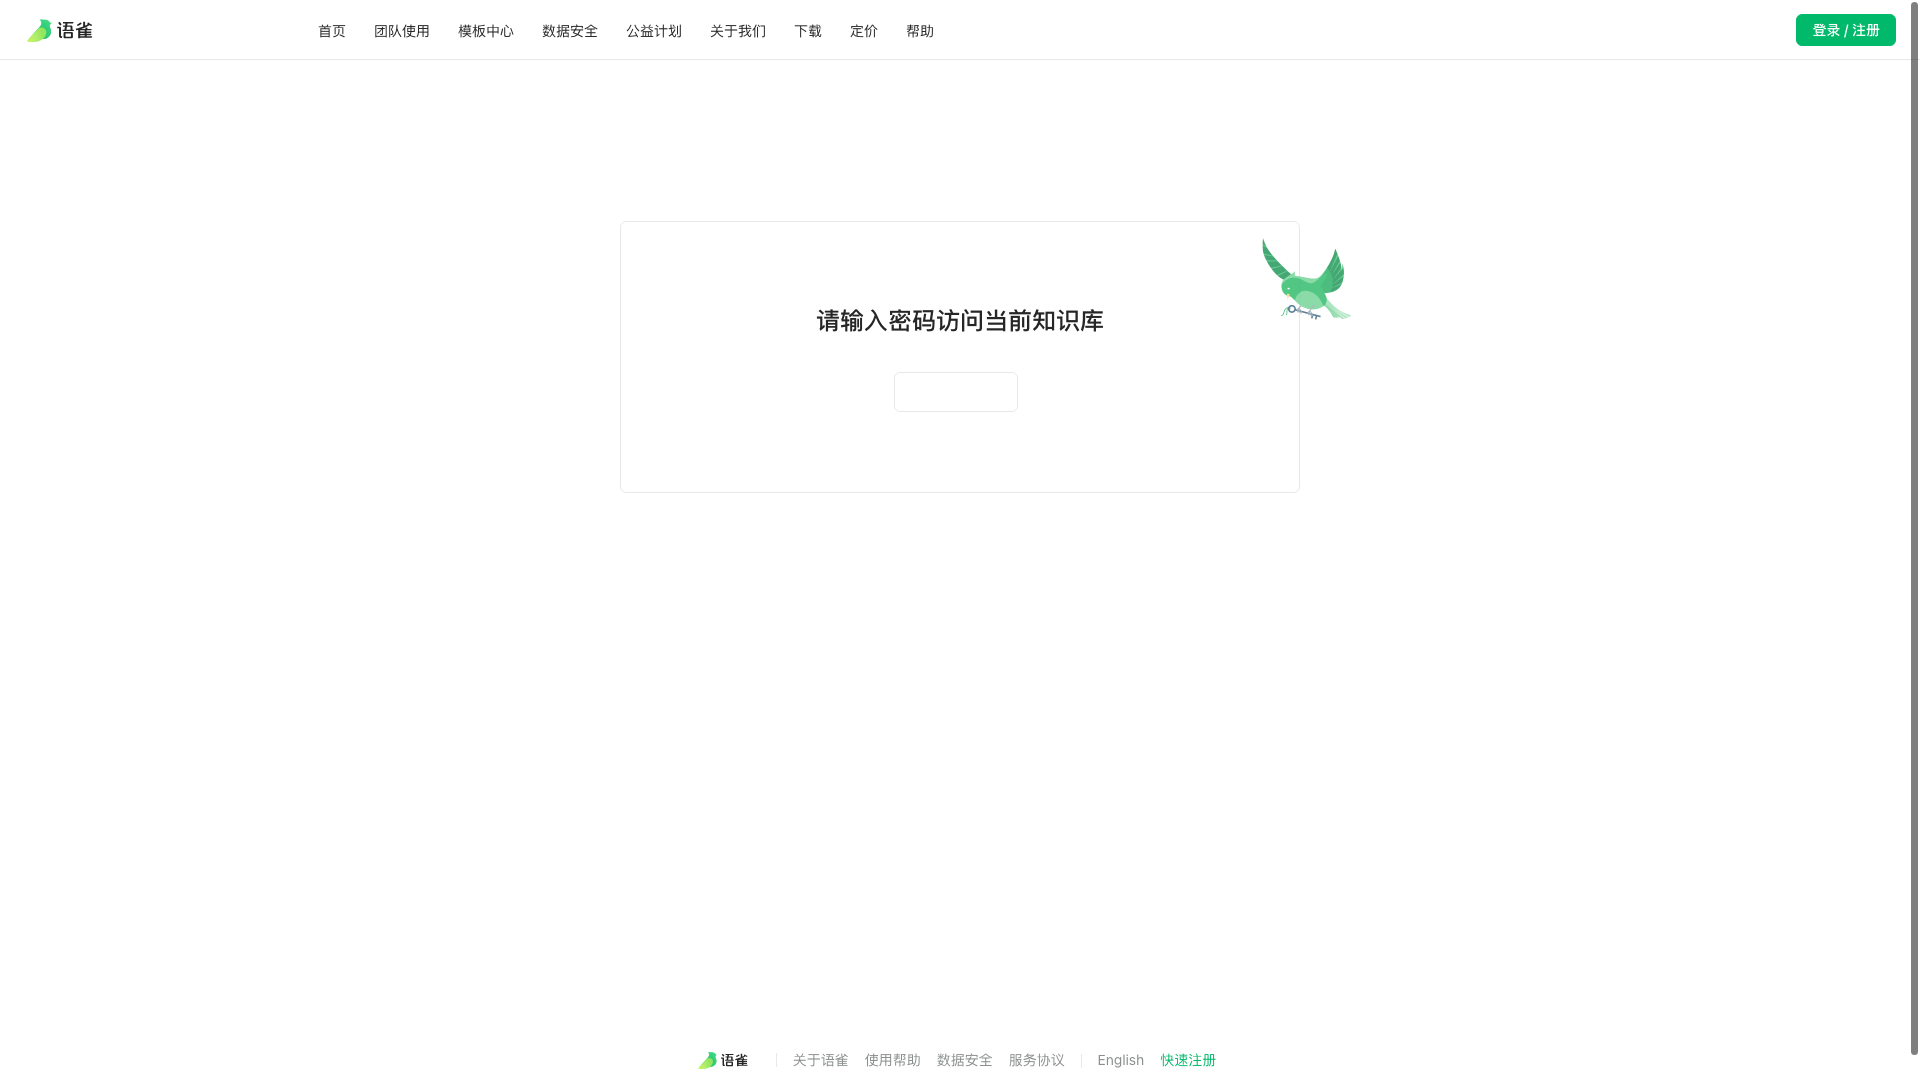 语雀 首页 团队使用 模板中心 数据安全 公益计划 关于我们 下载 定价 帮助 登录 / 注册
请输入密码访问当前知识库
语雀 关于语雀 使用帮助 数据安全 服务协议 English 快速注册